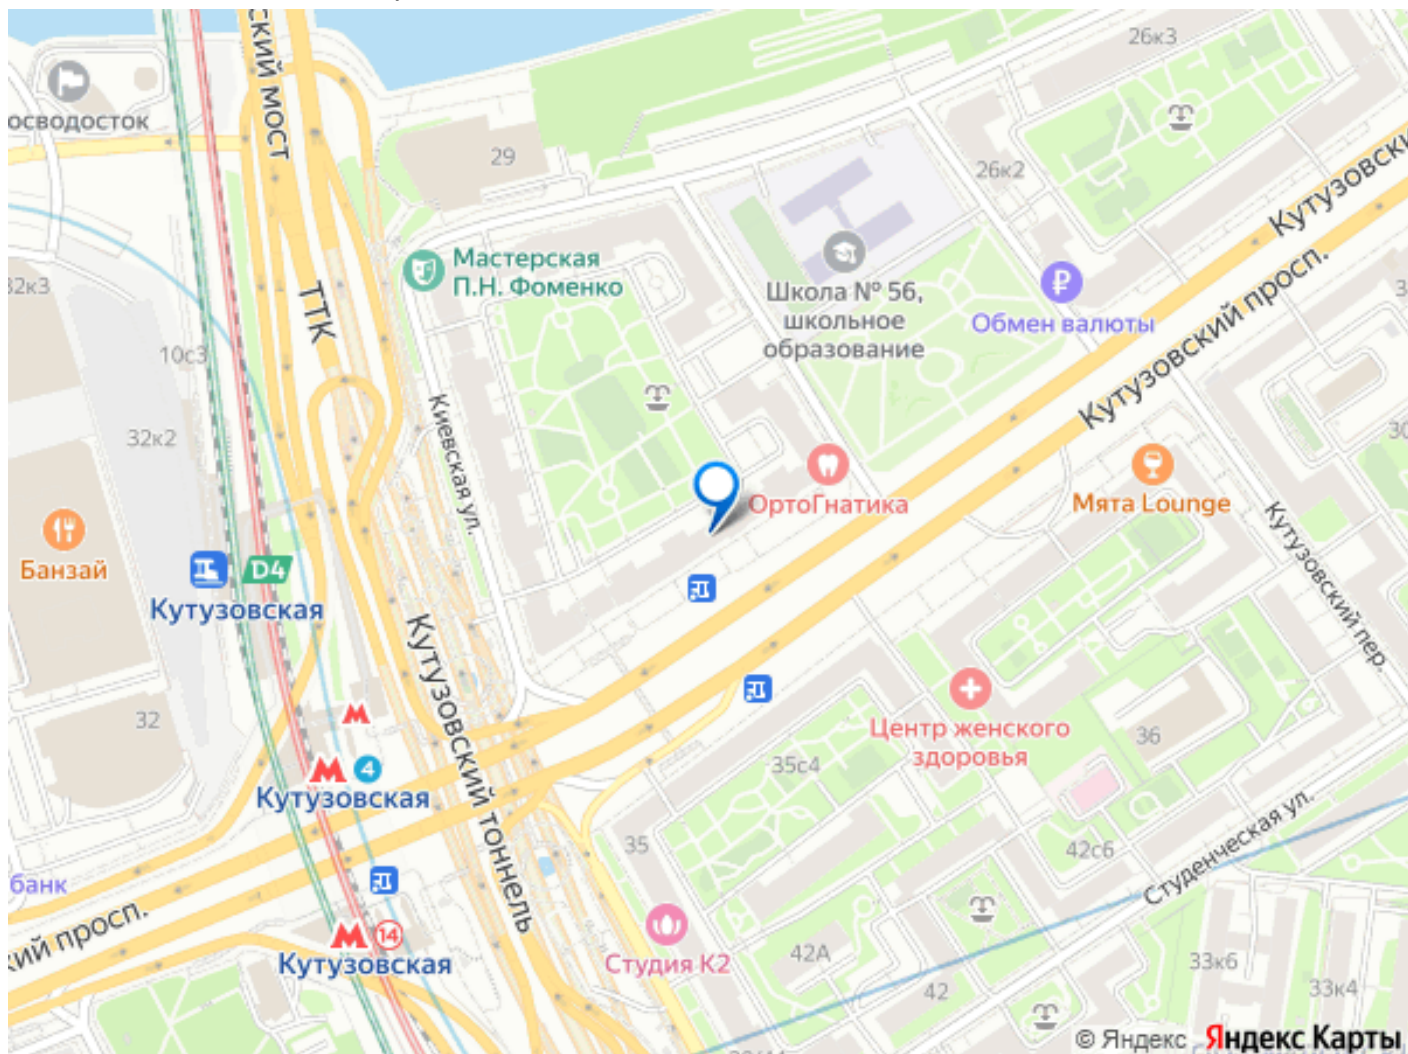 ский мост
26к3
осводосток
29
26к2
Кутузовски
Кутузовский просп.
Мастерская
П.Н. Фоменко
32к3
ТТК
Школа № 56,
школьное
образование
Обмен валюты
10с3
32к2
Киевская ул.
ОртоГнатика
Мята Lounge
30
Банзай
D4
Кутузовская
Кутузовский пер.
Кутузовский тоннель
32
4
Кутузовская
Центр женского
здоровья
36
35с4
35
42с6
Студенческая ул.
банк
кий просп.
14
Кутузовская
Студия К2
42А
42
33к6
33к4
© Яндекс Яндекс Карты